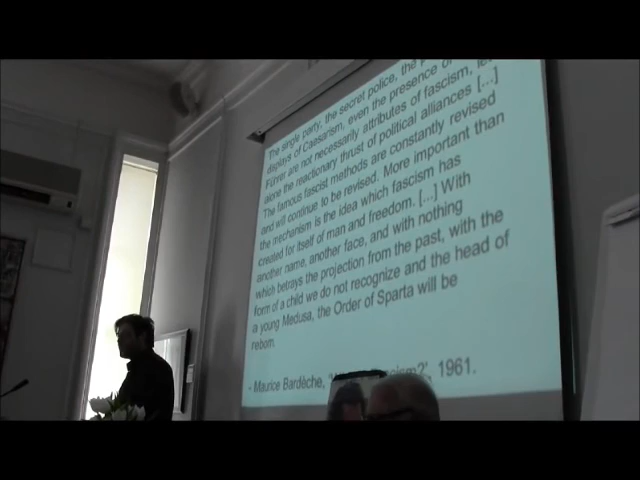 The single party, the secret police, the
displays of Caesarism, even the presence of
Führer are not necessarily attributes of fascism,
alone the reactionary thrust of political alliances [...]
The famous fascist methods are constantly revised
and will continue to be revised. More important than
the mechanism is the idea which fascism has
created for itself of man and freedom. [...] With
another name, another face, and with nothing
which betrays the projection from the past, with the
form of a child we do not recognize and the head of
a young Medusa, the Order of Sparta will be
reborn.
- Maurice Bardèche, 1961.